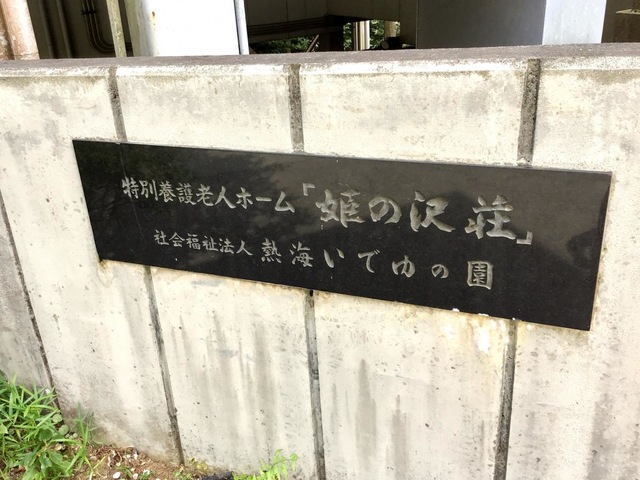 特別養護老人ホーム「姫の沢荘」
社会福祉法人 熱海いでゆの園